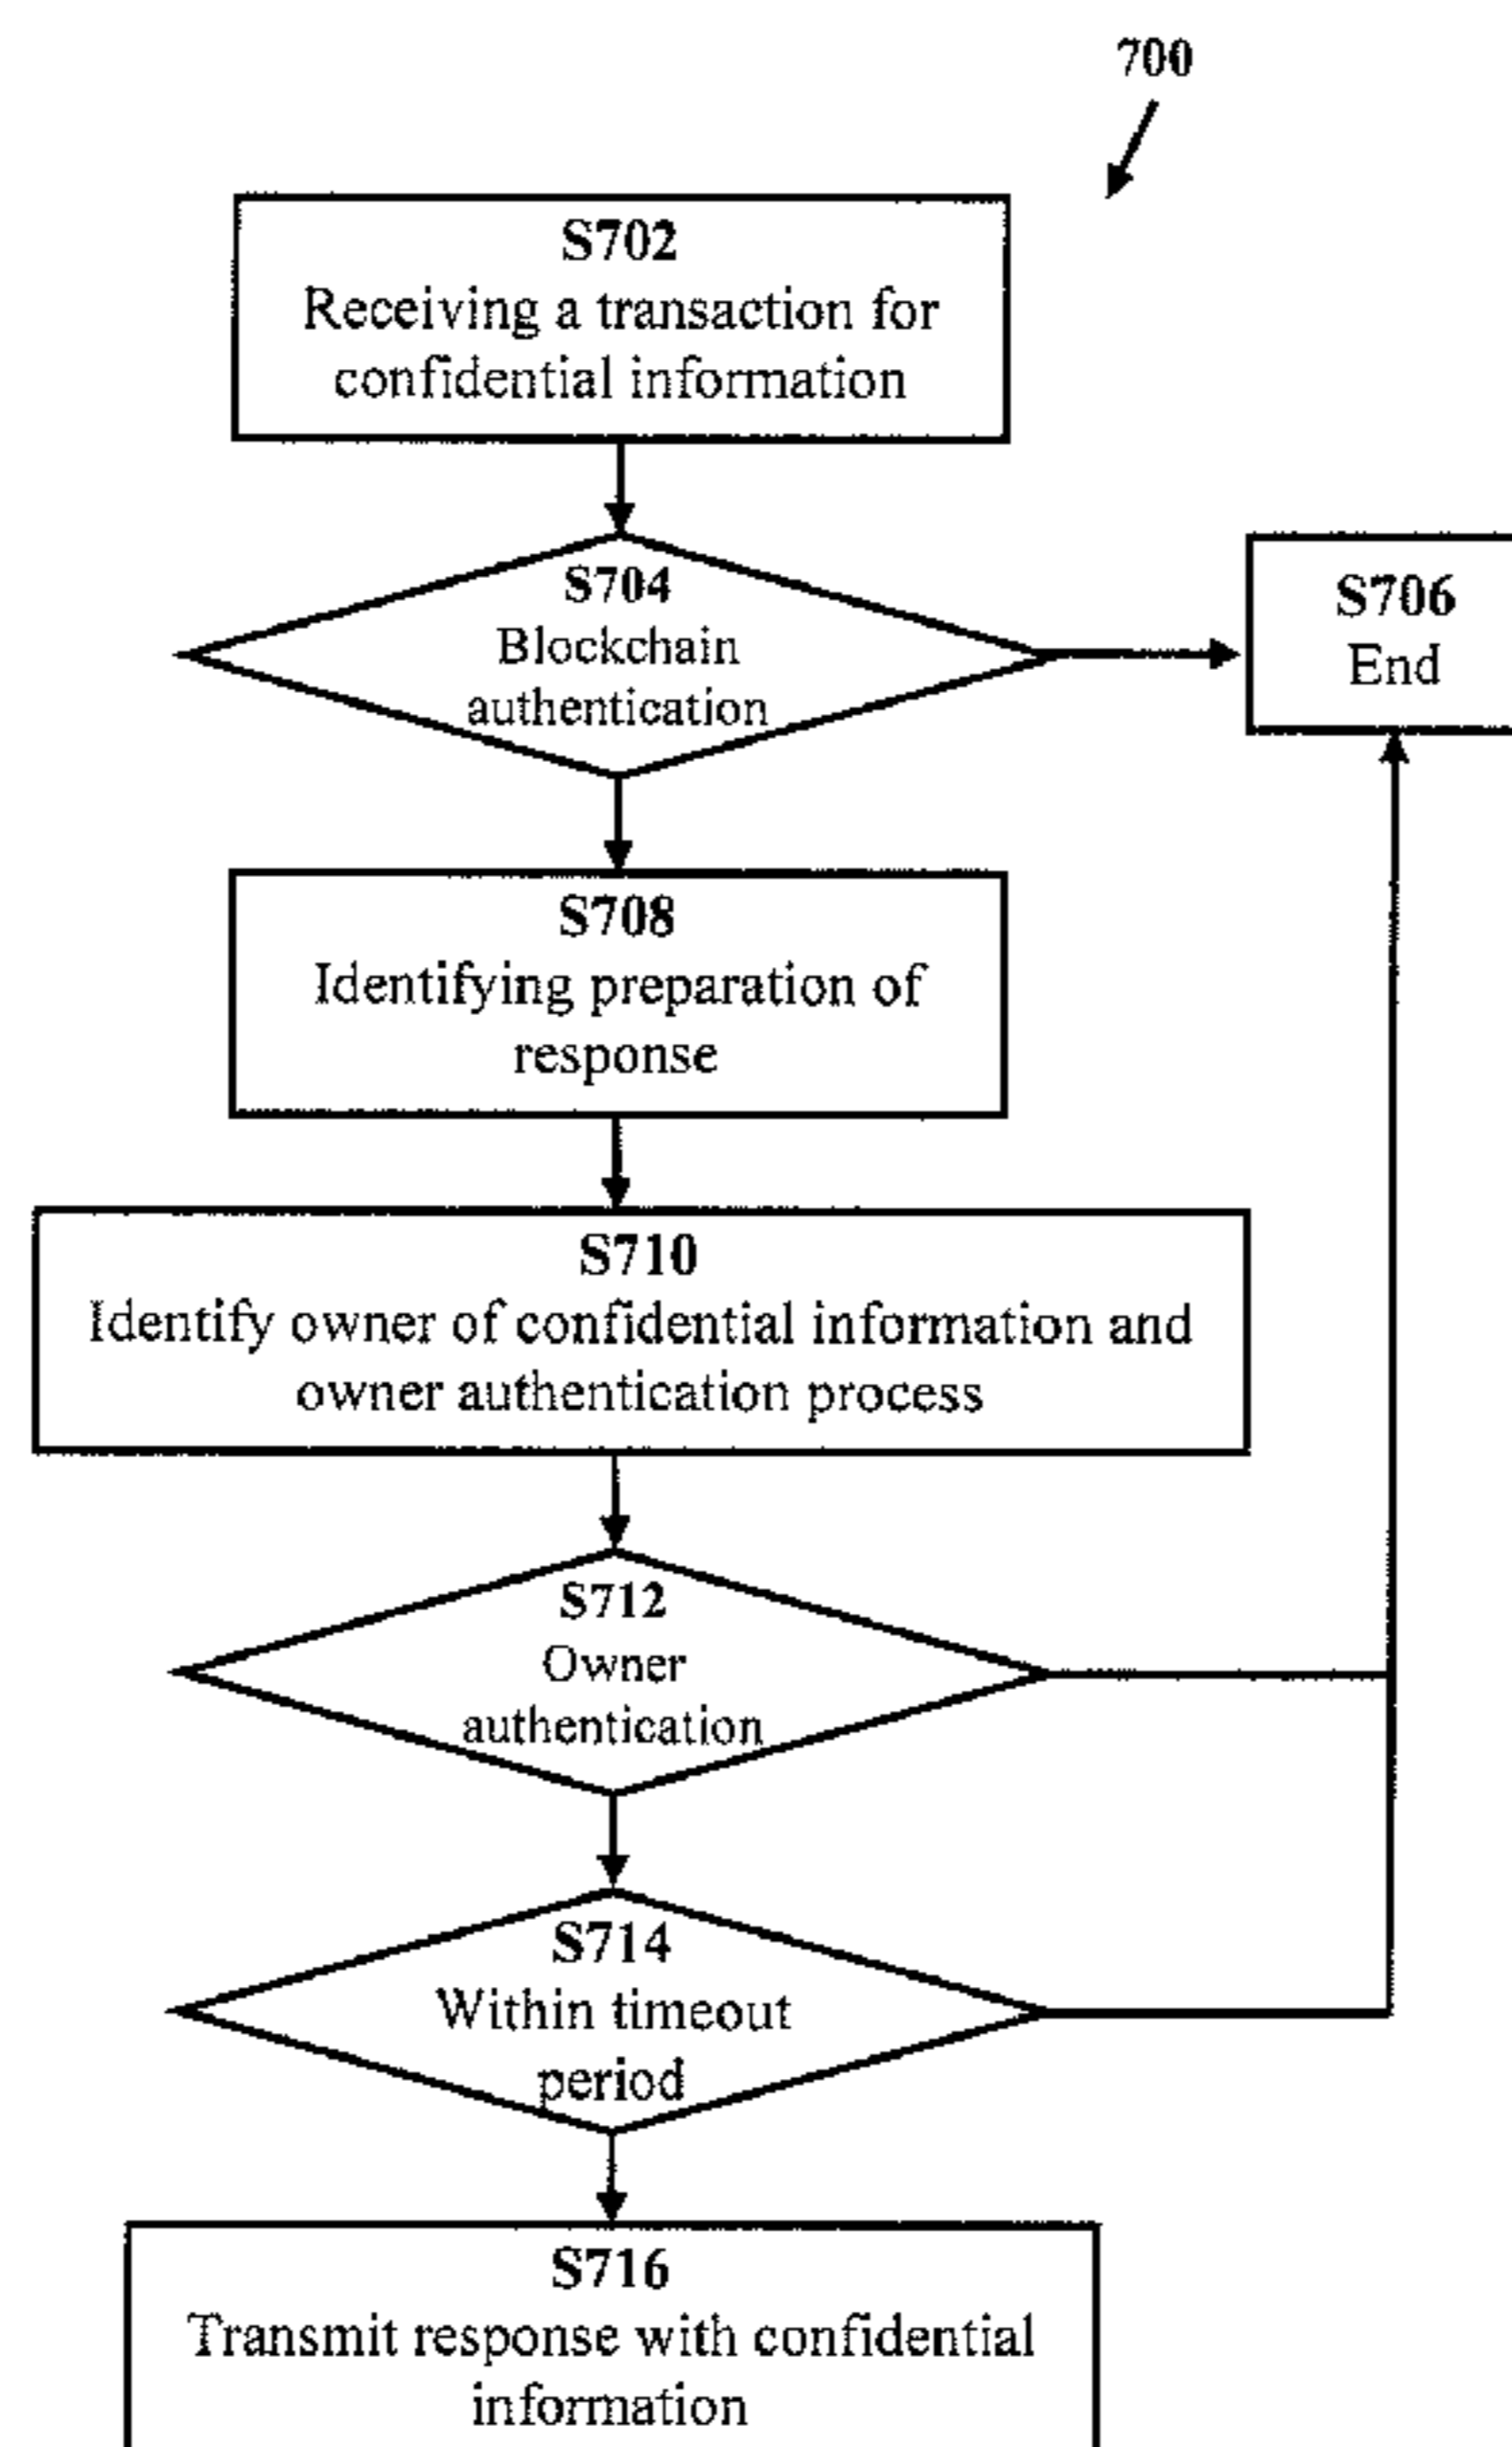 700
S702
Receiving a transaction for
confidential information
S704
Blockchain
authentication
S706
End
S708
Identifying preparation of
response
S710
Identify owner of confidential information and
owner authentication process
S712
Owner
authentication
S714
Within timeout
period
S716
Transmit response with confidential
information